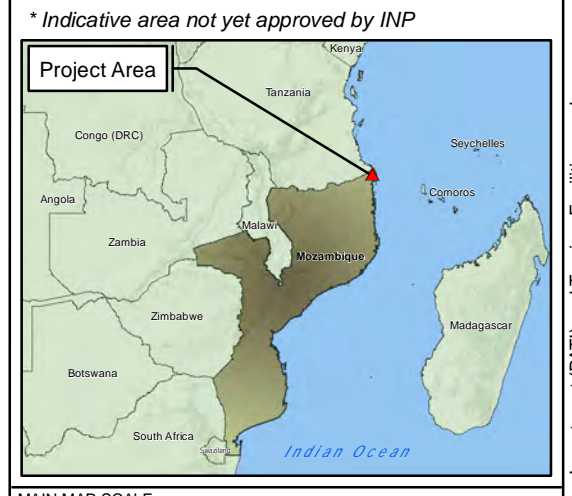 * Indicative area not yet approved by INP
Kenya
Project Area
Tanzania
Congo (DRC)
Seychelles
Angola
Comoros
Malawi
Zambia
Mozambique
Zimbabwe
Madagascar
Botswana
South Africa
Swaziland
Indian Ocean
MAIN MAP SCALE